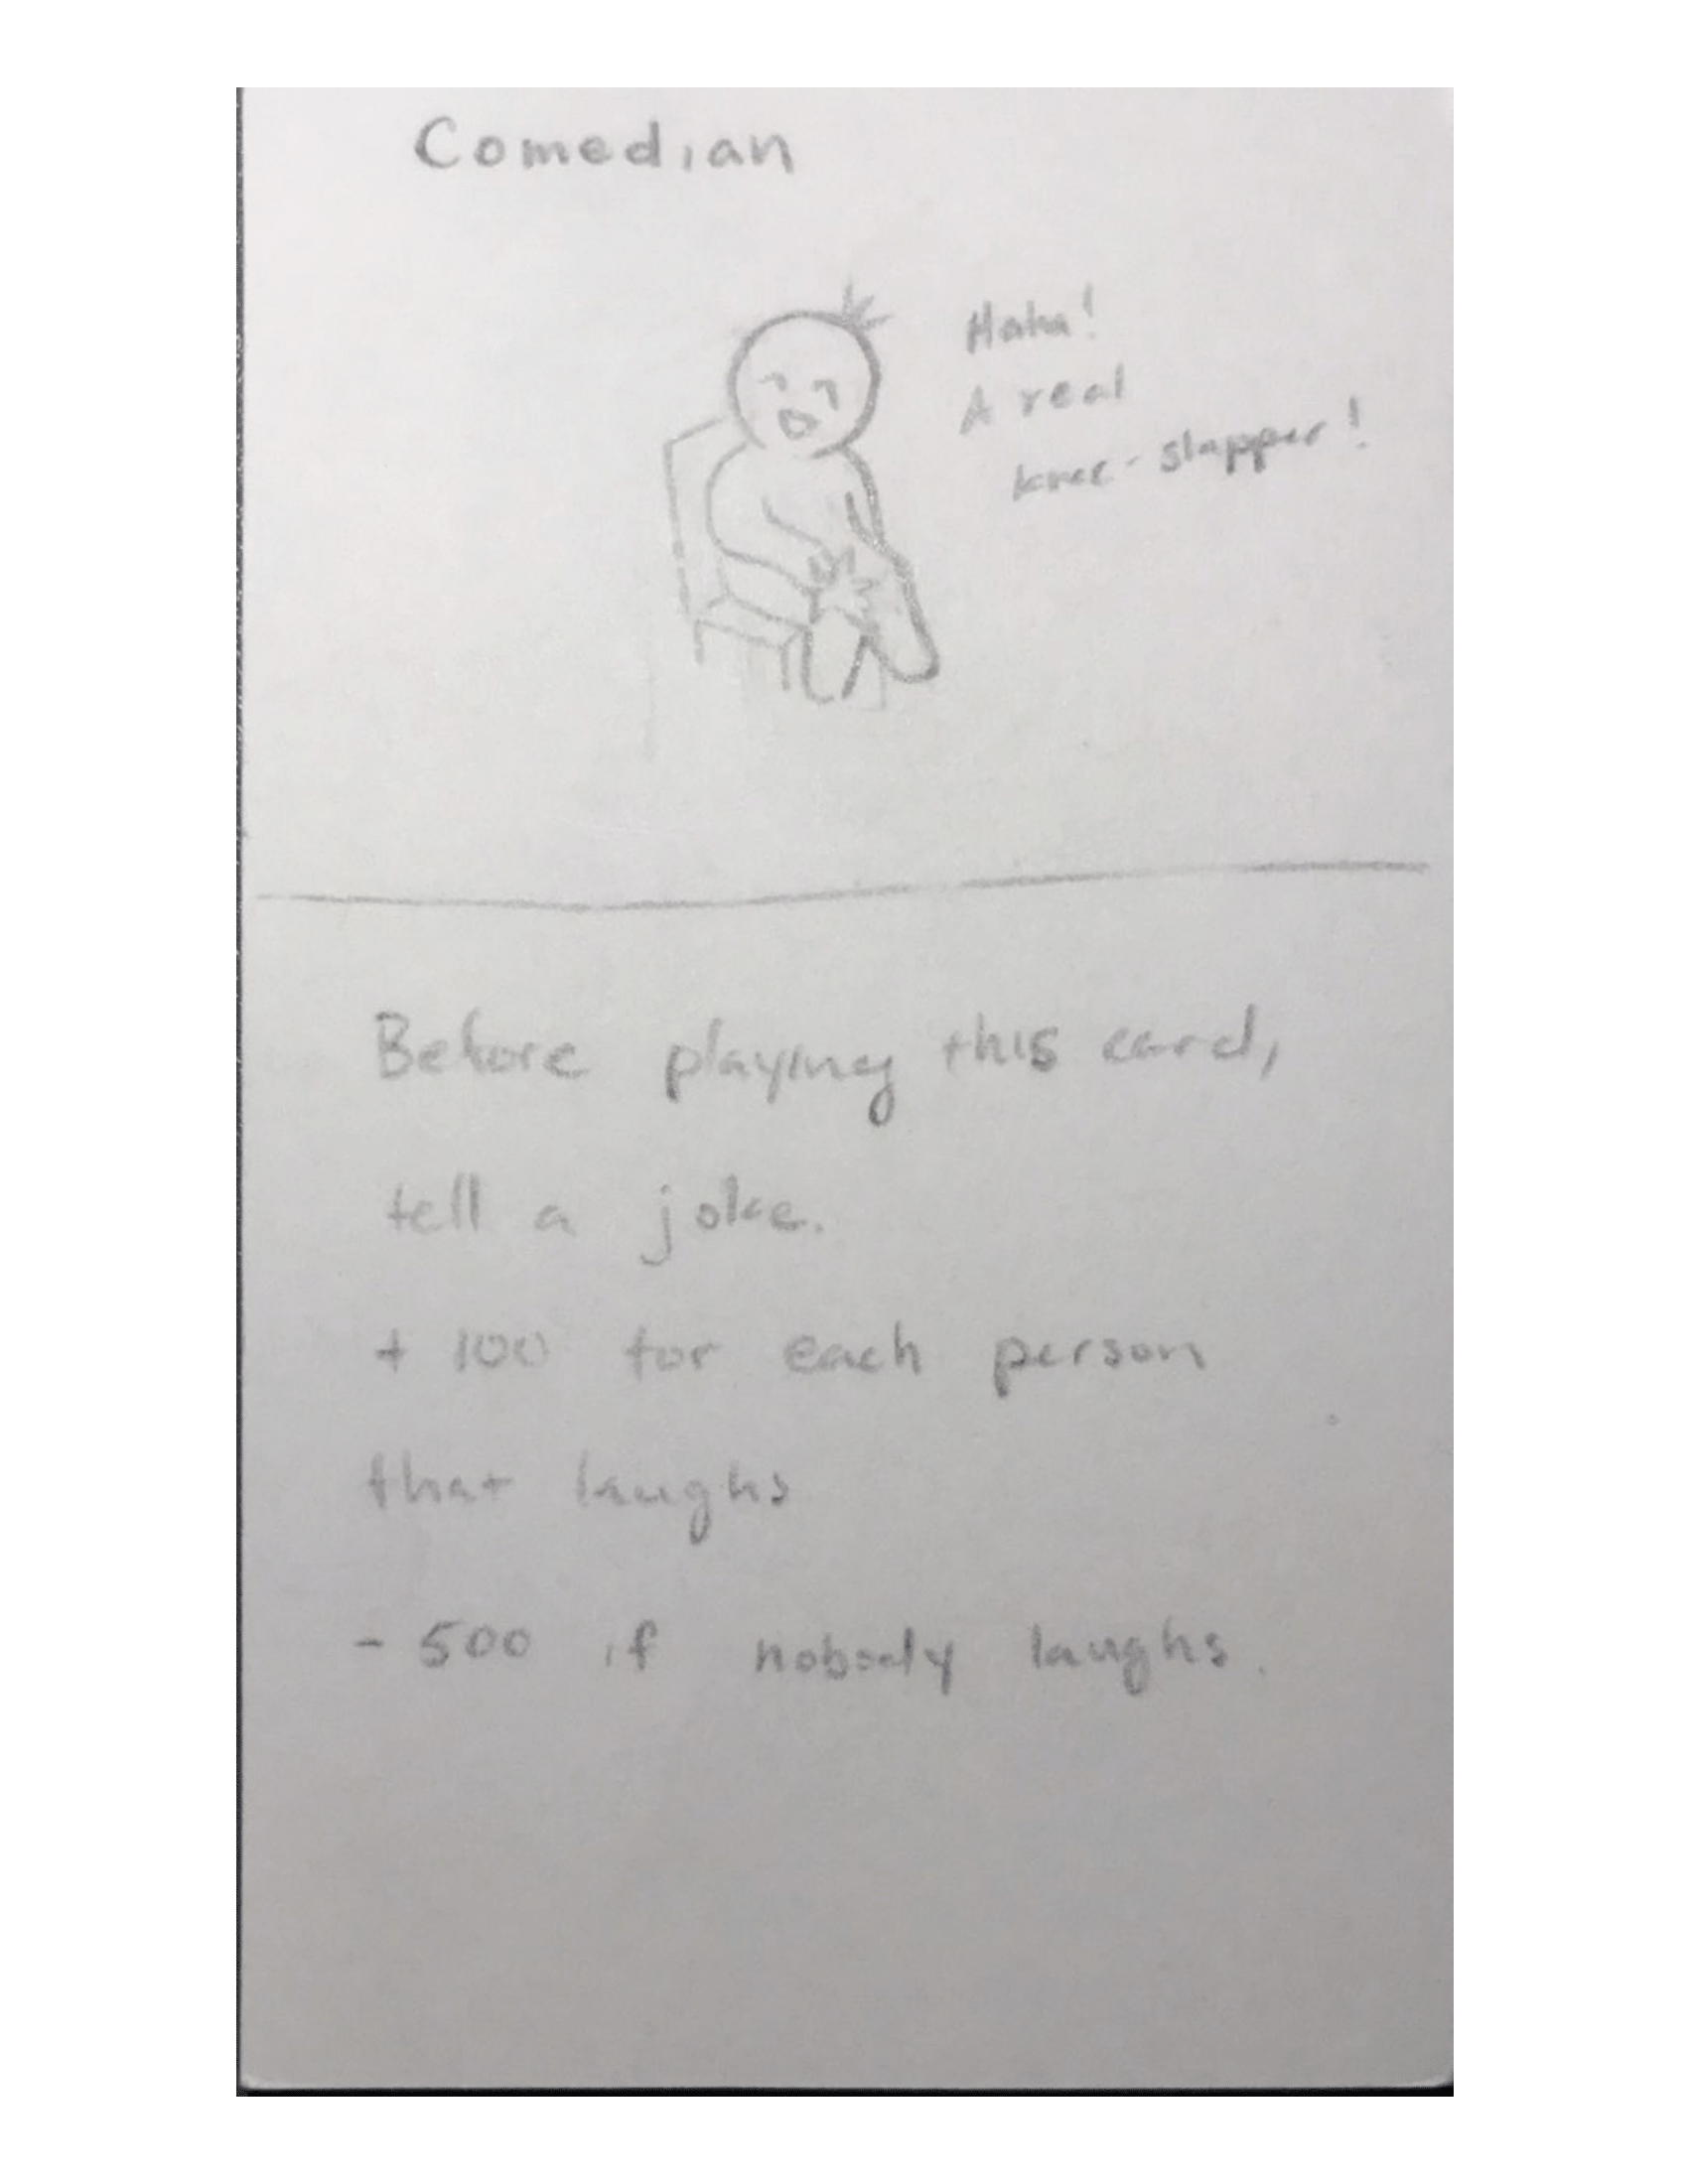 Comedian
Haha!
A real
knee-slapper!
Before playing this card,
tell a joke.
+ 100 for each person
that laughs
- 500 if nobody laughs.